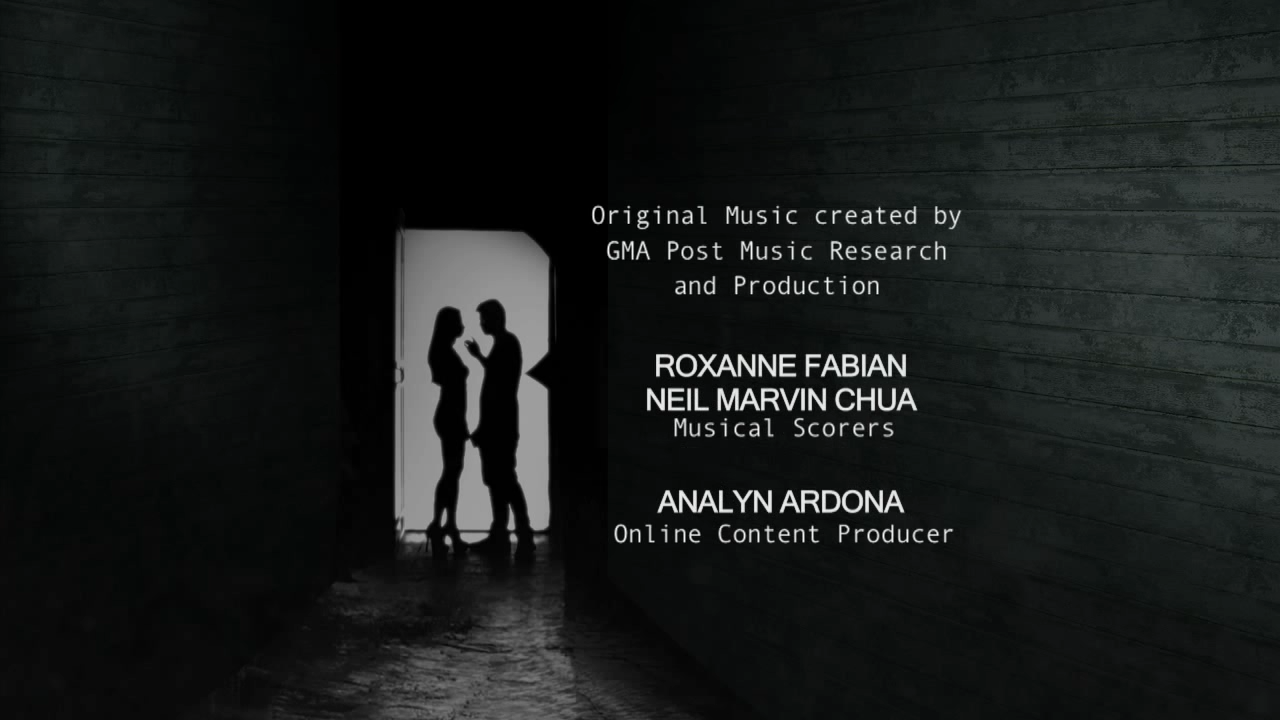 Original Music created by
GMA Post Music Research
and Production
ROXANNE FABIAN
NEIL MARVIN CHUA
Musical Scorers
ANALYN ARDONA
Online Content Producer